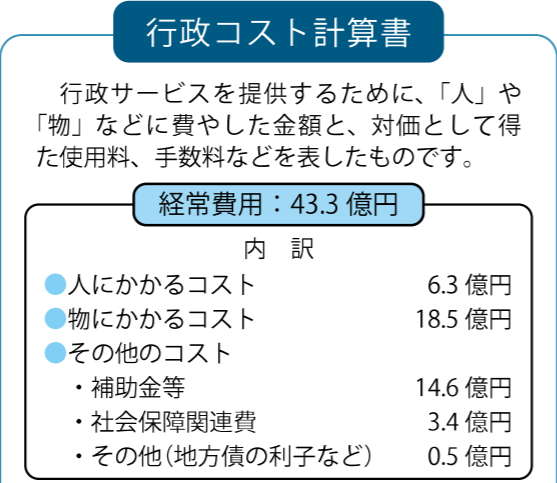 行政コスト計算書
行政サービスを提供するために、「人」や
「物」などに費やした金額と、対価として得
た使用料、手数料などを表したものです。
経常費用：43.3 億円
内　訳
●人にかかるコスト　6.3 億円
●物にかかるコスト　18.5 億円
●その他のコスト
・補助金等　14.6 億円
・社会保障関連費　3.4 億円
・その他（地方債の利子など）　0.5 億円